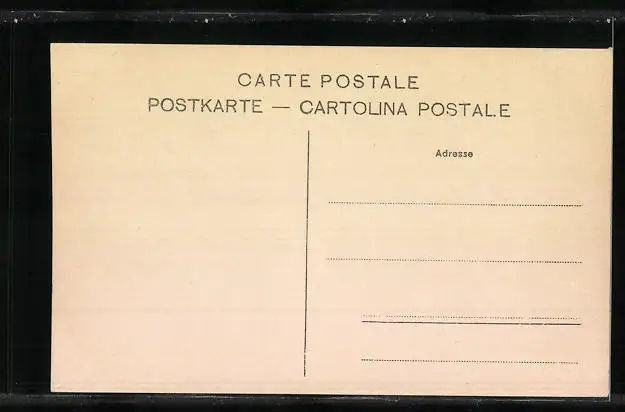 CARTE POSTALE
POSTKARTE — CARTOLINA POSTALE
Adresse